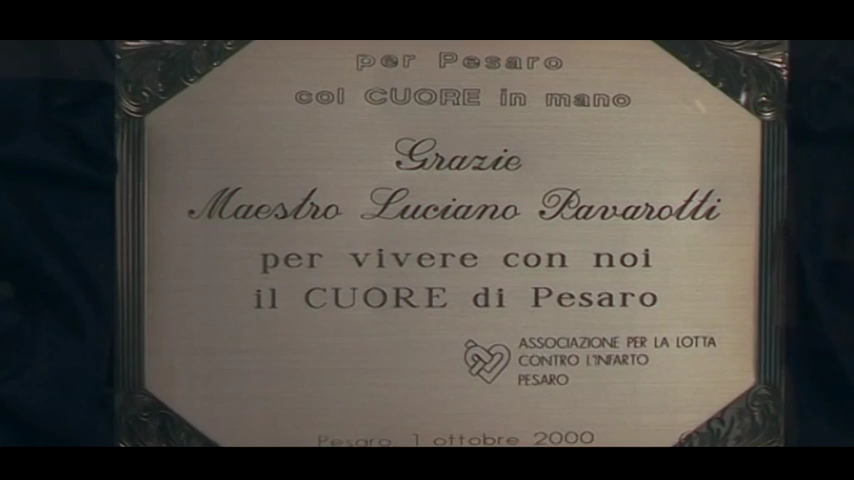 per Pesaro
col CUORE in mano
Grazie
Maestro Luciano Pavarotti
per vivere con noi
il CUORE di Pesaro
ASSOCIAZIONE PER LA LOTTA
CONTRO L'INFARTO
PESARO
Pesaro, 1 ottobre 2000